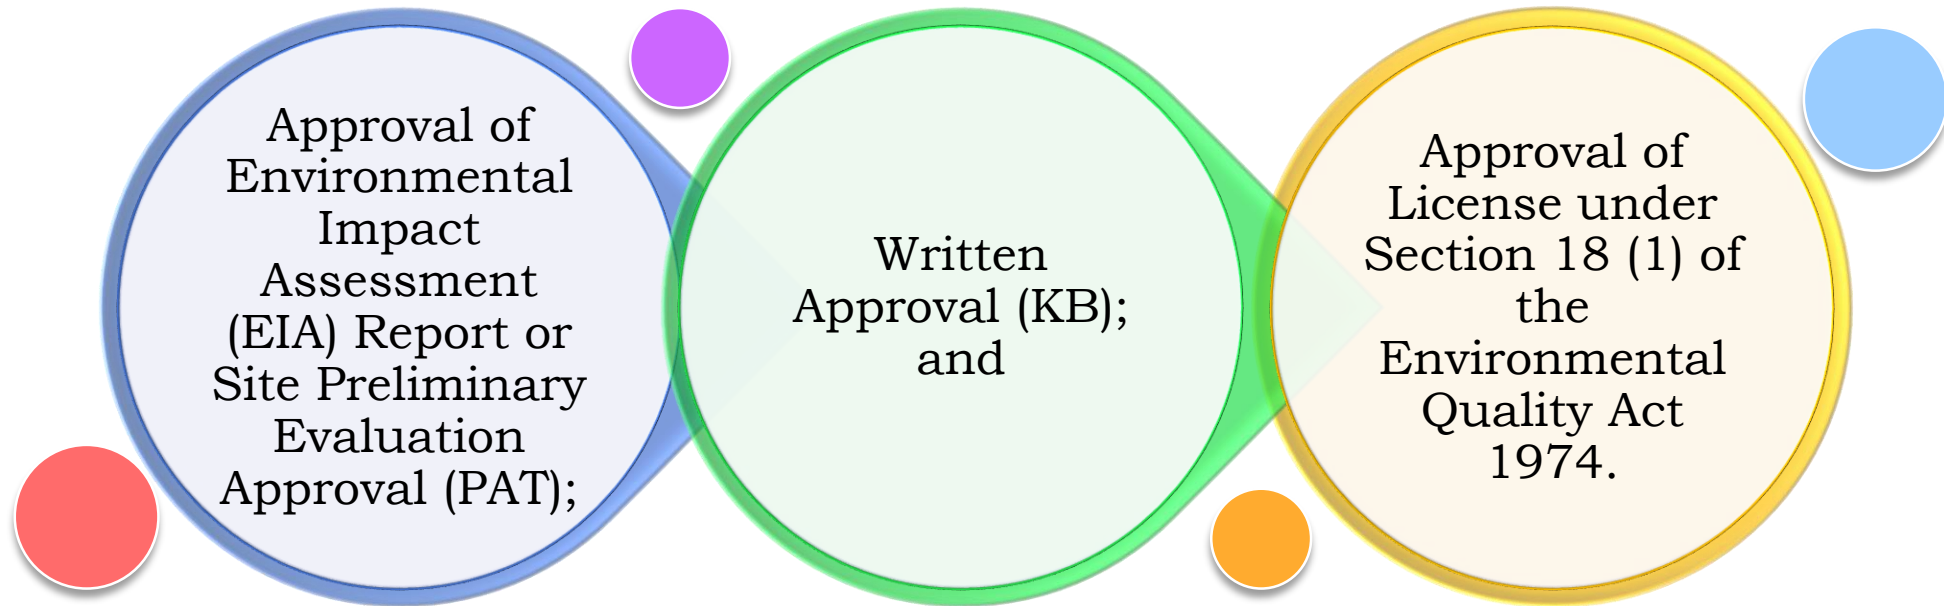 Approval of
Environmental
Impact
Assessment
(EIA) Report or
Site Preliminary
Evaluation
Approval (PAT);
Written
Approval (KB);
and
Approval of
License under
Section 18 (1) of
the
Environmental
Quality Act
1974.